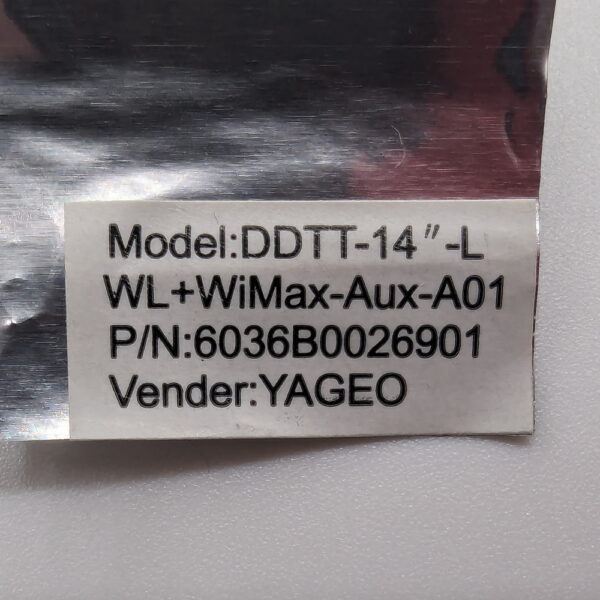 Model:DDTT-14"-L
WL+WiMax-Aux-A01
P/N:6036B0026901
Vender:YAGEO